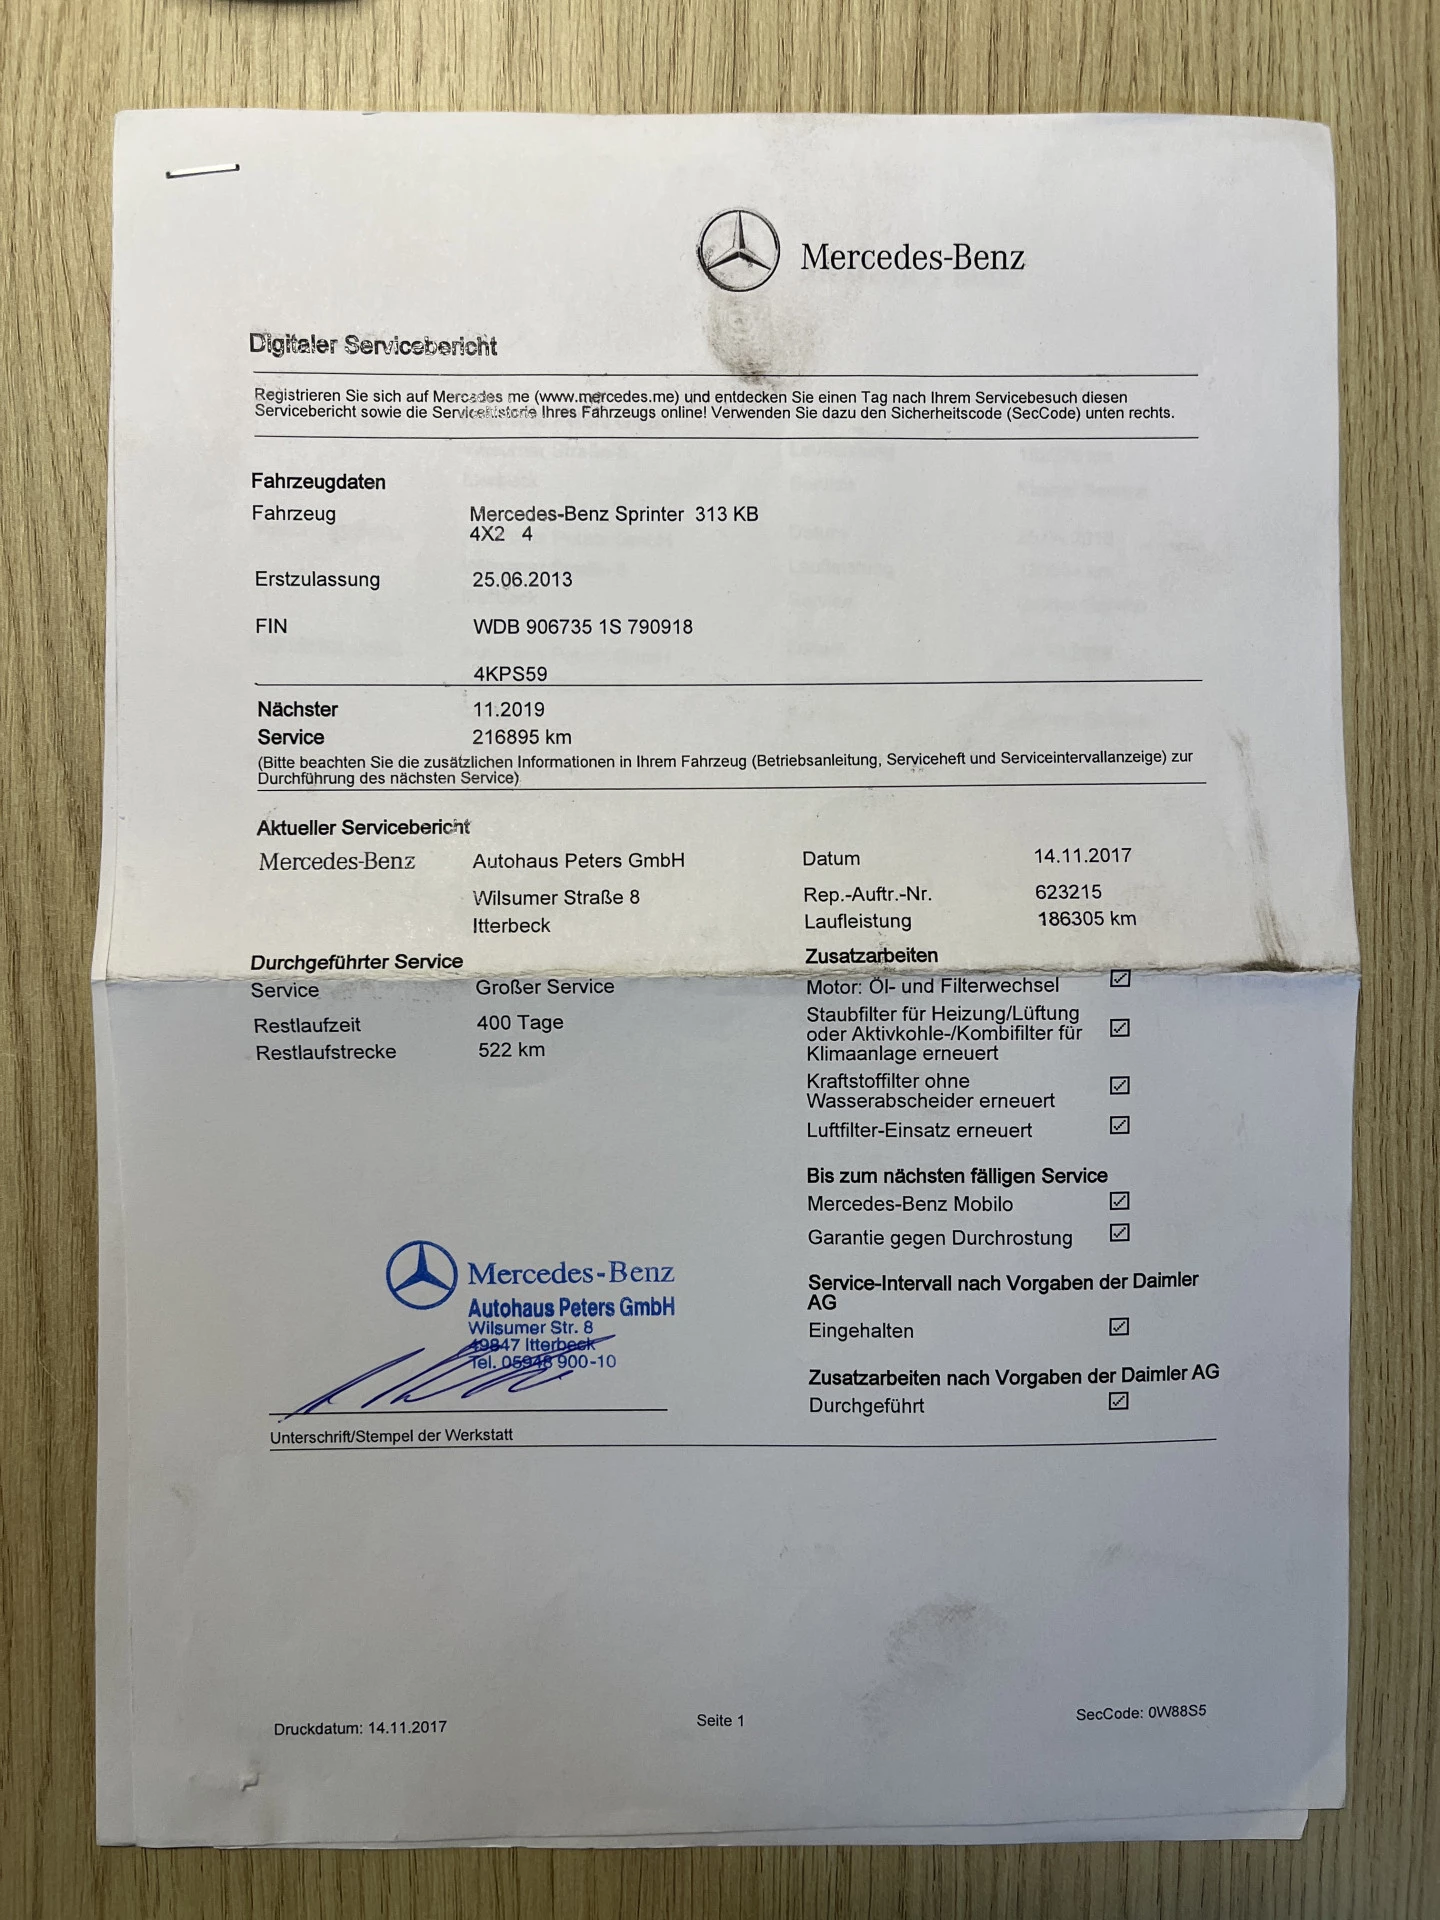 Mercedes-Benz
Digitaler Servicebericht
Registrieren Sie sich auf Mercedes me (www.mercedes.me) und entdecken Sie einen Tag nach Ihrem Servicebesuch diesen
Servicebericht sowie die Servicehistorie Ihres Fahrzeugs online! Verwenden Sie dazu den Sicherheitscode (SecCode) unten rechts.
Fahrzeugdaten
Fahrzeug Mercedes-Benz Sprinter 313 KB
4X2 4
Erstzulassung 25.06.2013
FIN WDB 906735 1S 790918
4KPS59
Nächster 11.2019
Service 216895 km
(Bitte beachten Sie die zusätzlichen Informationen in Ihrem Fahrzeug (Betriebsanleitung, Serviceheft und Serviceintervallanzeige) zur
Durchführung des nächsten Service)
Aktueller Servicebericht
Mercedes-Benz Autohaus Peters GmbH Datum 14.11.2017
Wilsumer Straße 8 Rep.-Auftr.-Nr. 623215
Itterbeck Laufleistung 186305 km
Durchgeführter Service Zusatzarbeiten
Service Großer Service Motor: Öl- und Filterwechsel
Restlaufzeit 400 Tage
Restlaufstrecke 522 km
Staubfilter für Heizung/Lüftung
oder Aktivkohle-/Kombifilter für
Klimaanlage erneuert
Kraftstoffilter ohne
Wasserabscheider erneuert
Luftfilter-Einsatz erneuert
Bis zum nächsten fälligen Service
Mercedes-Benz Mobilo
Garantie gegen Durchrostung
Service-Intervall nach Vorgaben der Daimler
AG
Eingehalten
Zusatzarbeiten nach Vorgaben der Daimler AG
Durchgeführt
Mercedes-Benz
Autohaus Peters GmbH
Wilsumer Str. 8
49847 Itterbeck
Tel. 05948 900-10
Unterschrift/Stempel der Werkstatt
Druckdatum: 14.11.2017 Seite 1 SecCode: 0W88S5